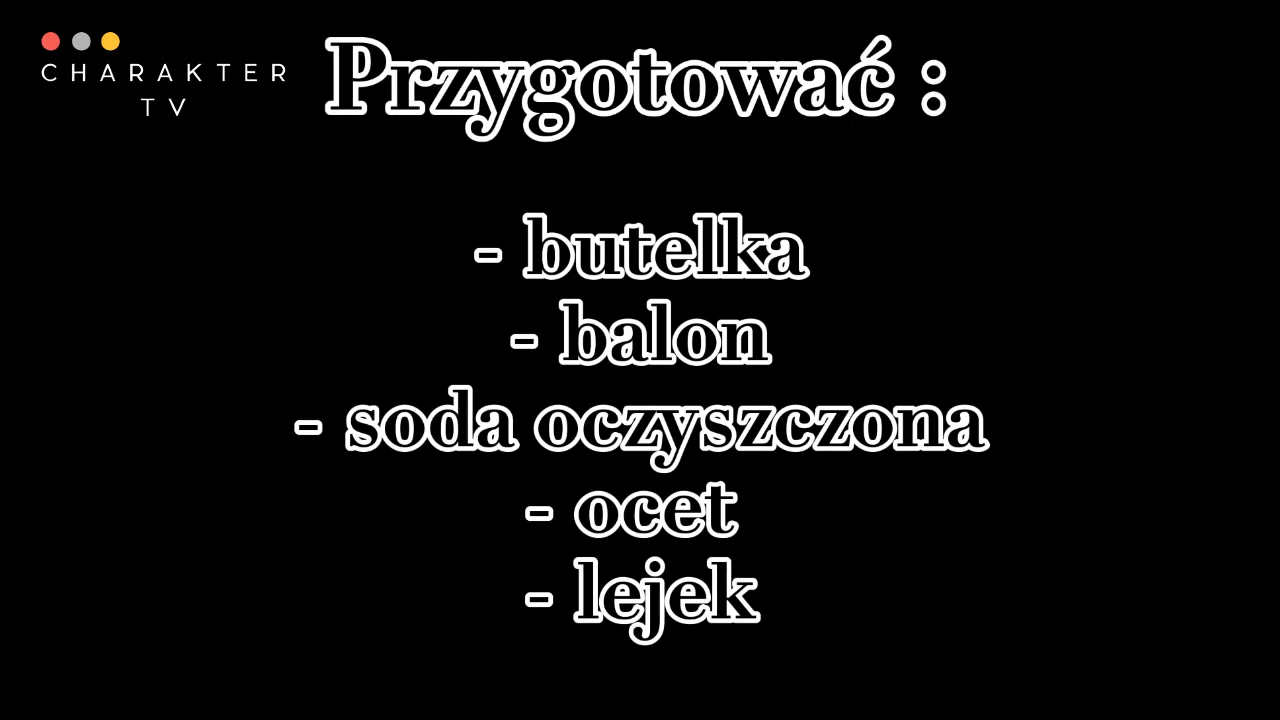 CHARAKTER
TV
Przygotować :
- butelka
- balon
- soda oczyszczona
- ocet
- lejek